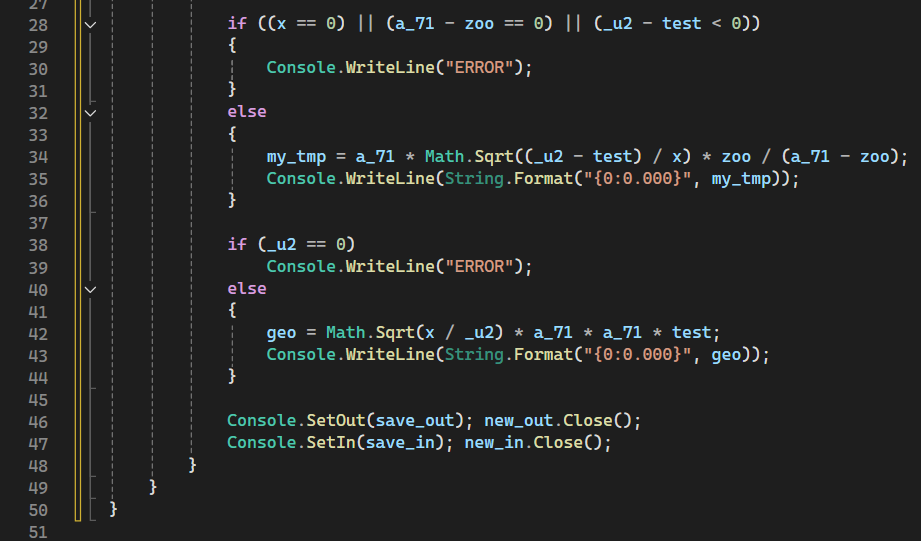 27
28 if ((x == 0) || (a_71 - zoo == 0) || (_u2 - test < 0))
29 {
30 Console.WriteLine("ERROR");
31 }
32 else
33 {
34 my_tmp = a_71 * Math.Sqrt((_u2 - test) / x) * zoo / (a_71 - zoo);
35 Console.WriteLine(String.Format("{0:0.000}", my_tmp));
36 }
37
38 if (_u2 == 0)
39 Console.WriteLine("ERROR");
40 else
41 {
42 geo = Math.Sqrt(x / _u2) * a_71 * a_71 * test;
43 Console.WriteLine(String.Format("{0:0.000}", geo));
44 }
45
46 Console.SetOut(save_out); new_out.Close();
47 Console.SetIn(save_in); new_in.Close();
48 }
49 }
50 }
51